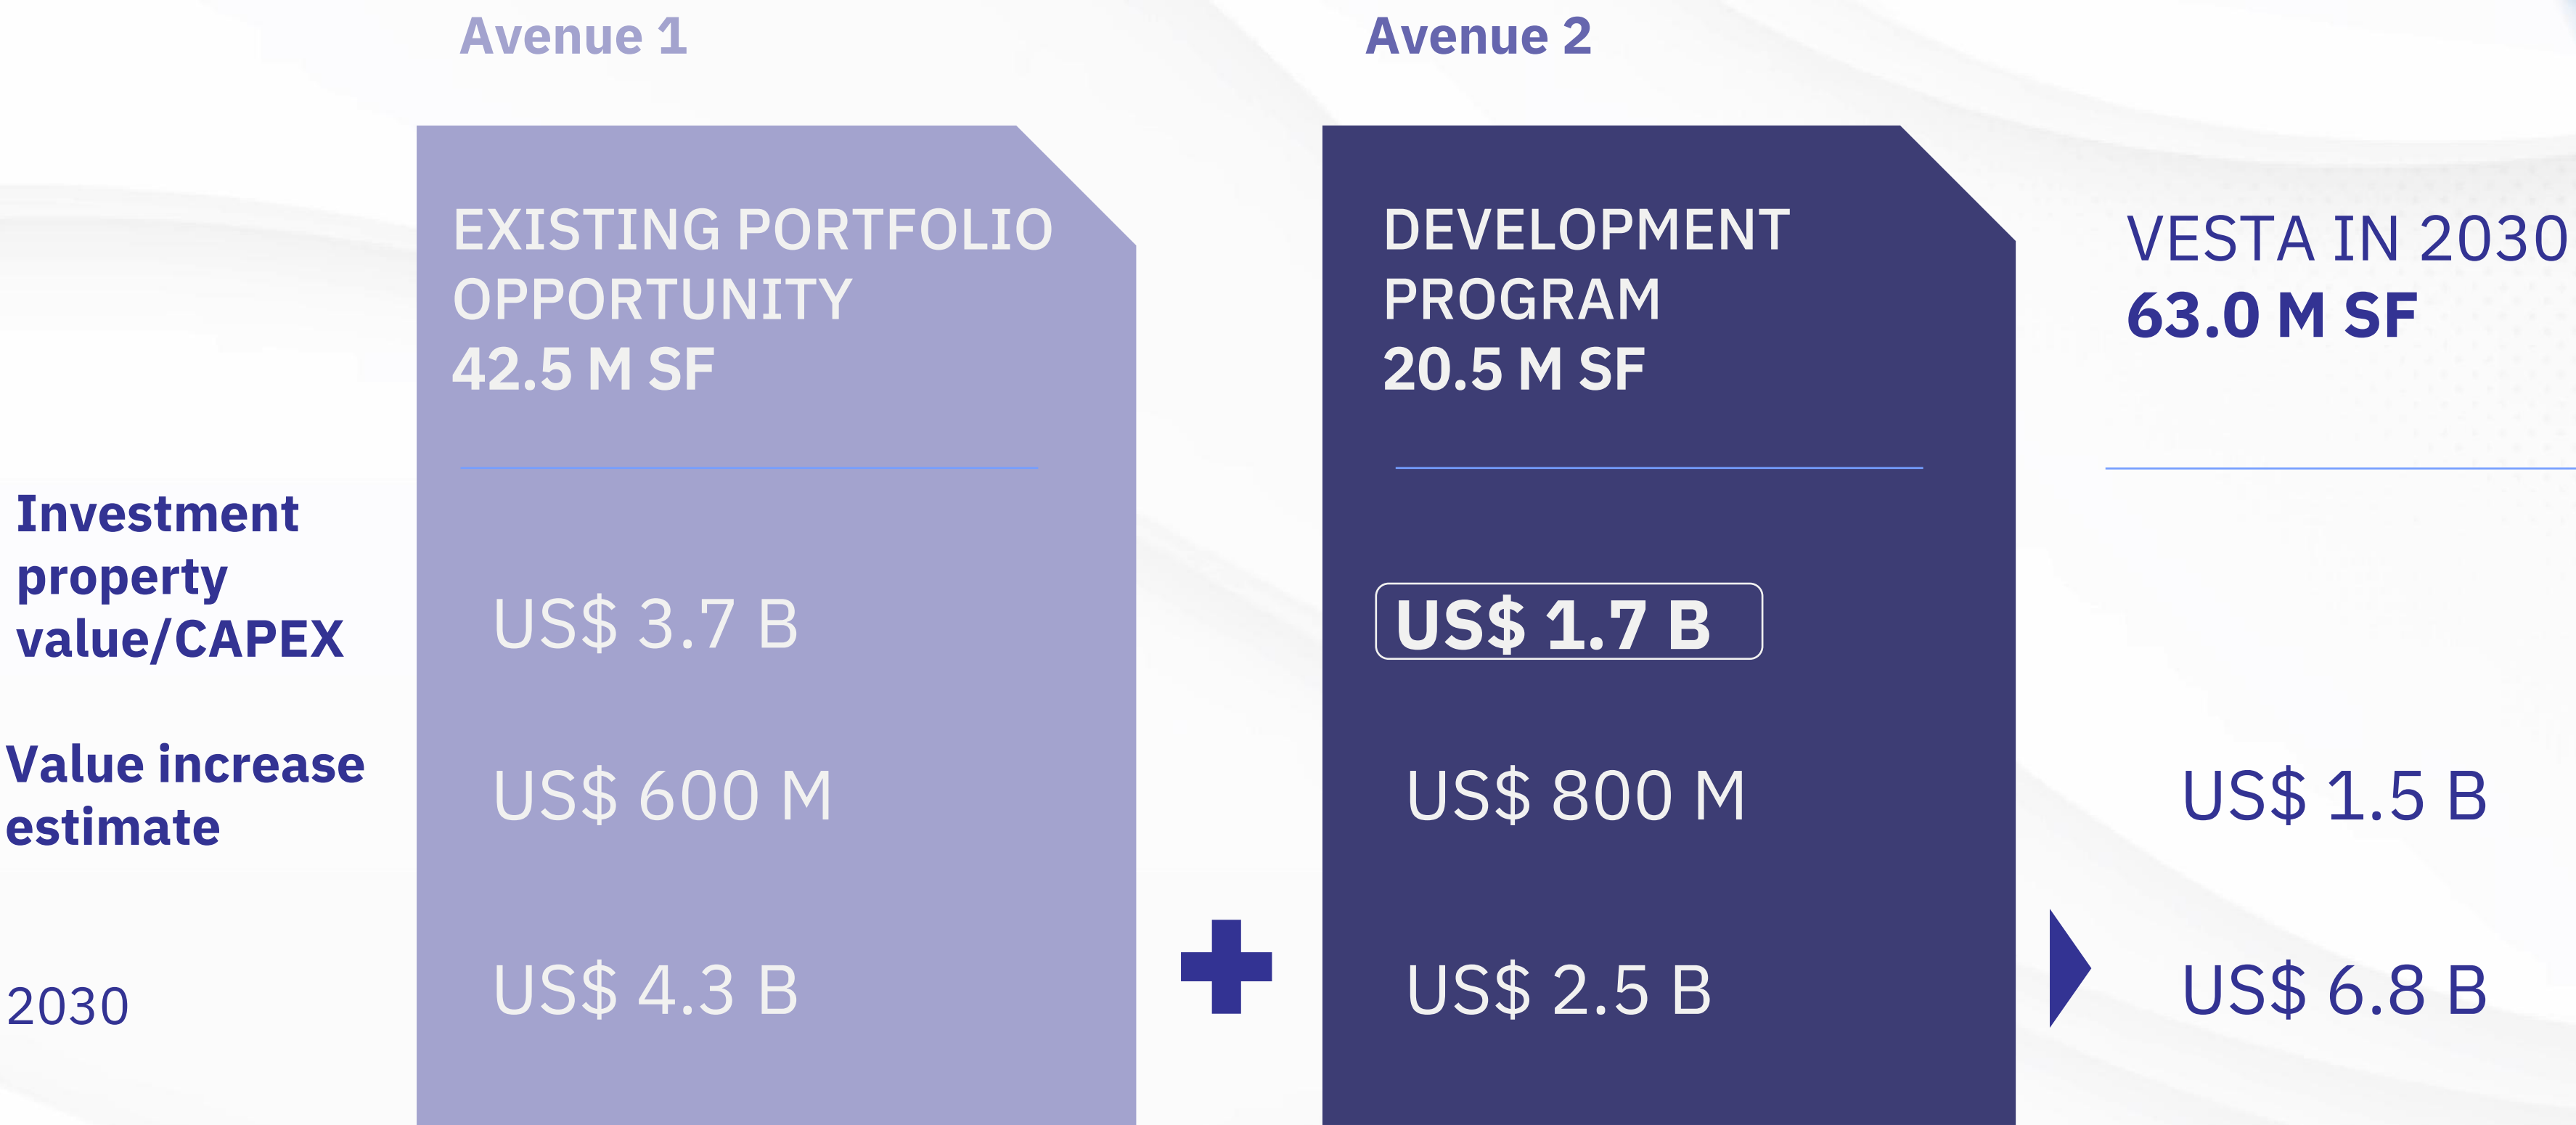 Avenue 1
Avenue 2
EXISTING PORTFOLIO
OPPORTUNITY
42.5 M SF
DEVELOPMENT
PROGRAM
20.5 M SF
VESTA IN 2030
63.0 M SF
Investment
property
value/CAPEX
US$ 3.7 B
US$ 1.7 B
Value increase
estimate
US$ 600 M
US$ 800 M
US$ 1.5 B
2030
US$ 4.3 B
US$ 2.5 B
US$ 6.8 B